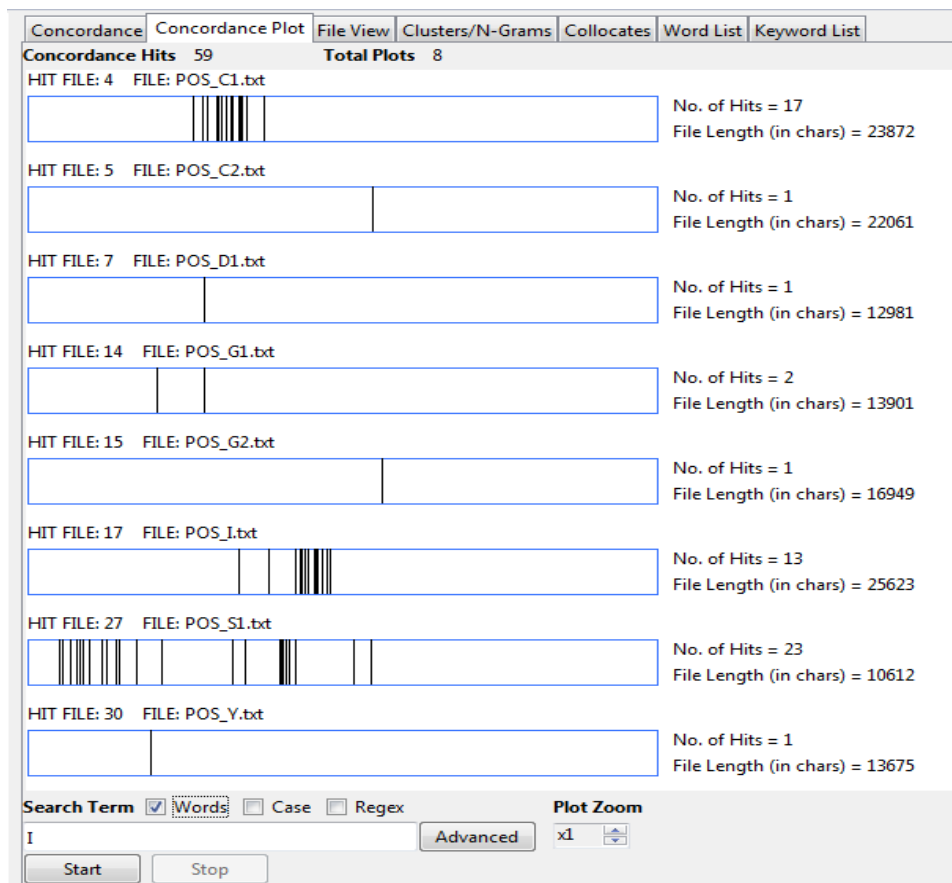 Concordance Concordance Plot File View Clusters/N-Grams Collocates Word List Keyword List
Concordance Hits 59 Total Plots 8
HIT FILE: 4 FILE: POS_C1.txt
No. of Hits = 17
File Length (in chars) = 23872
HIT FILE: 5 FILE: POS_C2.txt
No. of Hits = 1
File Length (in chars) = 22061
HIT FILE: 7 FILE: POS_D1.txt
No. of Hits = 1
File Length (in chars) = 12981
HIT FILE: 14 FILE: POS_G1.txt
No. of Hits = 2
File Length (in chars) = 13901
HIT FILE: 15 FILE: POS_G2.txt
No. of Hits = 1
File Length (in chars) = 16949
HIT FILE: 17 FILE: POS_I.txt
No. of Hits = 13
File Length (in chars) = 25623
HIT FILE: 27 FILE: POS_S1.txt
No. of Hits = 23
File Length (in chars) = 10612
HIT FILE: 30 FILE: POS_Y.txt
No. of Hits = 1
File Length (in chars) = 13675
Search Term Words Case Regex Plot Zoom
I Advanced x1
Start Stop